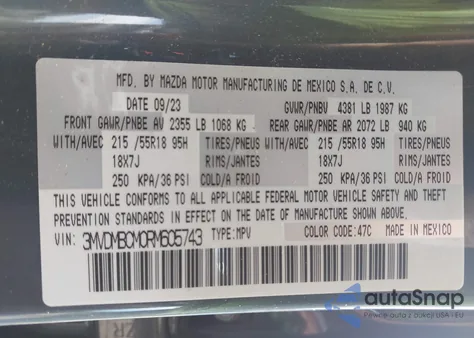 MFD. BY MAZDA MOTOR MANUFACTURING DE MEXICO S.A. DE C.V.
DATE 09/23 GVWR/PNBV 4381 LB 1987 KG
FRONT GAWR/PNBE AV 2355 LB 1068 KG REAR GAWR/PNBE AR 2072 LB 940 KG
WITH/AVEC 215 /55R18 95H TIRES/PNEUS WITH/AVEC 215 /55R18 95H TIRES/PNEUS
18X7J RIMS/JANTES 18X7J RIMS/JANTES
250 KPA/36 PSI COLD/A FROID 250 KPA/36 PSI COLD/A FROID
THIS VEHICLE CONFORMS TO ALL APPLICABLE FEDERAL MOTOR VEHICLE SAFETY AND THEFT
PREVENTION STANDARDS IN EFFECT ON THE DATE OF MANUFACTURE SHOWN ABOVE.
VIN: 3MVDMBCM0RM605743 TYPE:MPV COLOR CODE:47C MADE IN MEXICO
autoSnap
Pewne auta z aukcji USA i EU